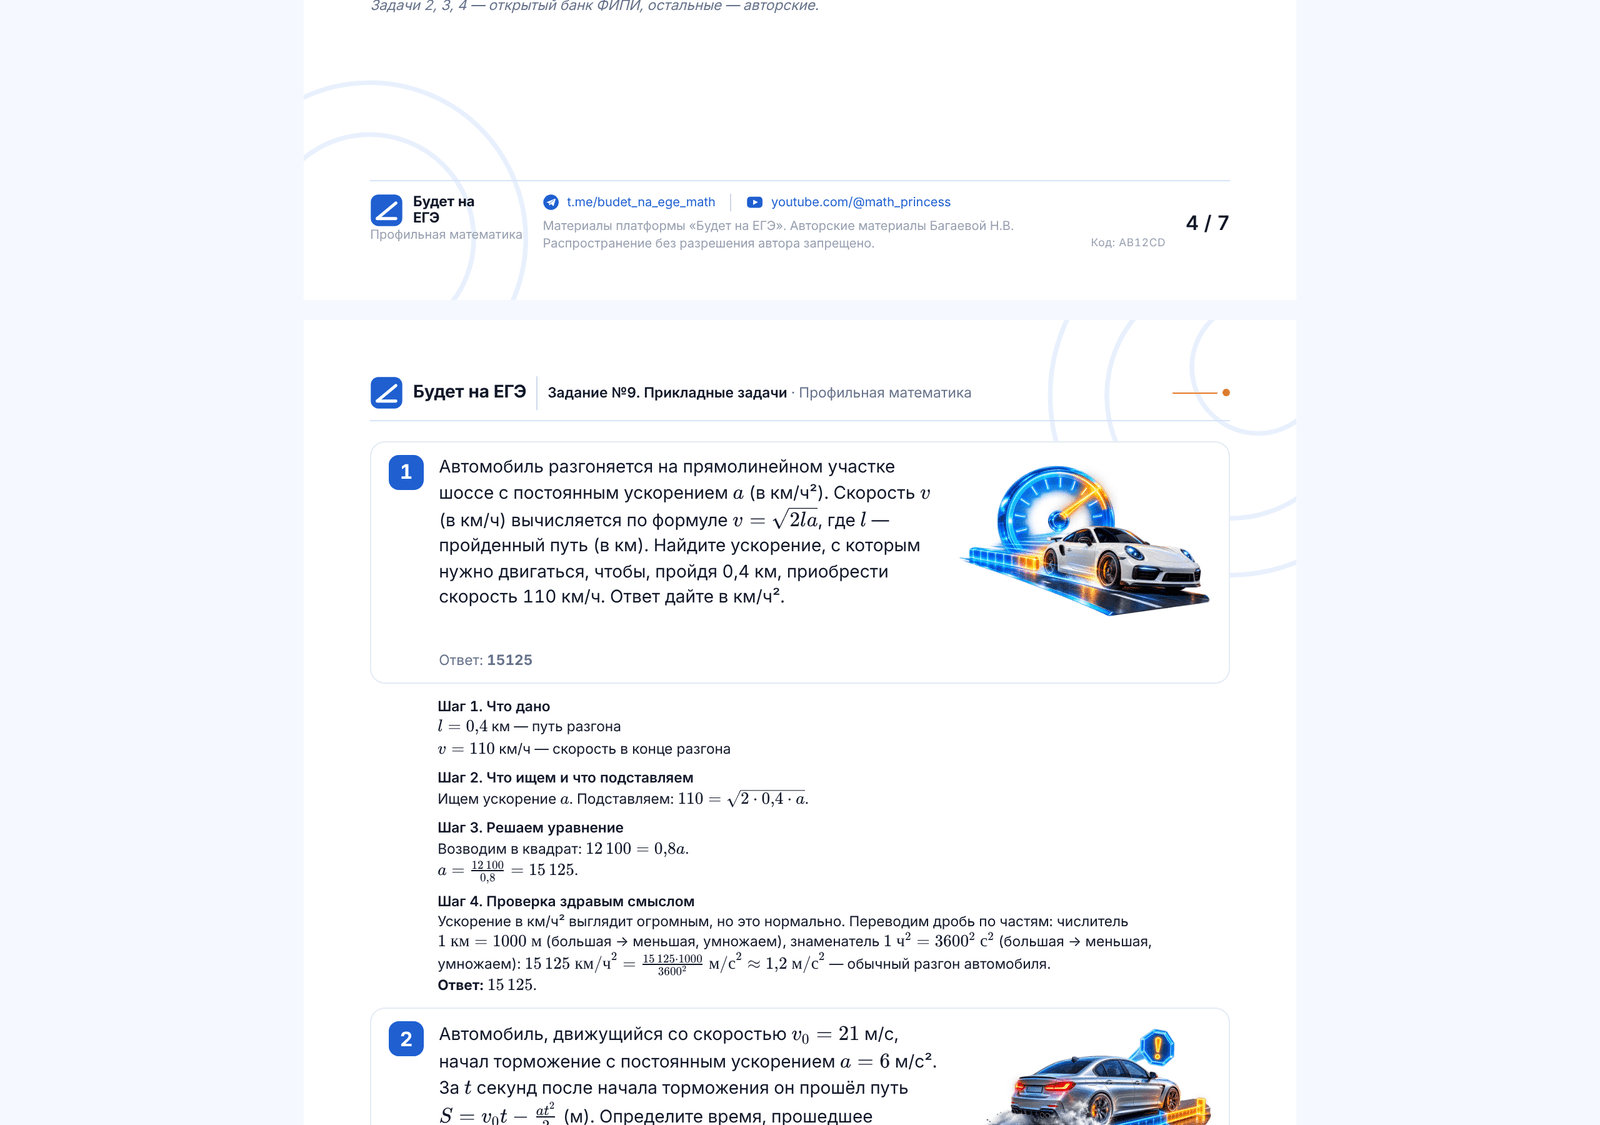 Задачи 2, 3, 4 — открытый банк ФИПИ, остальные — авторские.
Будет на
ЕГЭ
Профильная математика
t.me/budet_na_ege_math
youtube.com/@math_princess
Материалы платформы «Будет на ЕГЭ». Авторские материалы Багаевой Н.В.
Распространение без разрешения автора запрещено.
Код: AB12CD
4 / 7
Будет на ЕГЭ
Задание №9. Прикладные задачи · Профильная математика
1
Автомобиль разгоняется на прямолинейном участке
шоссе с постоянным ускорением a (в км/ч²). Скорость v
(в км/ч) вычисляется по формуле v = √2la, где l —
пройденный путь (в км). Найдите ускорение, с которым
нужно двигаться, чтобы, пройдя 0,4 км, приобрести
скорость 110 км/ч. Ответ дайте в км/ч².
Ответ: 15125
Шаг 1. Что дано
l = 0,4 км — путь разгона
v = 110 км/ч — скорость в конце разгона
Шаг 2. Что ищем и что подставляем
Ищем ускорение a. Подставляем: 110 = √2 · 0,4 · a.
Шаг 3. Решаем уравнение
Возводим в квадрат: 12 100 = 0,8a.
a = 12 100/0,8 = 15 125.
Шаг 4. Проверка здравым смыслом
Ускорение в км/ч² выглядит огромным, но это нормально. Переводим дробь по частям: числитель
1 км = 1000 м (большая → меньшая, умножаем), знаменатель 1 ч² = 3600² с² (большая → меньшая,
умножаем): 15 125 км/ч² = 15 125·1000/3600² м/с² ≈ 1,2 м/с² — обычный разгон автомобиля.
Ответ: 15 125.
2
Автомобиль, движущийся со скоростью v₀ = 21 м/с,
начал торможение с постоянным ускорением a = 6 м/с².
За t секунд после начала торможения он прошёл путь
S = v₀t − at²/2 (м). Определите время, прошедшее